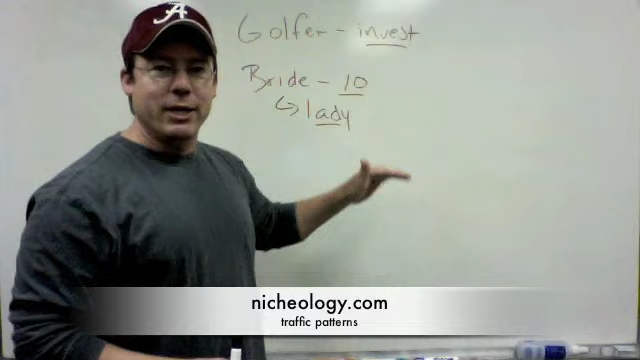 A
Golfer - invest
Bride - 10
↳ lady
nicheology.com
traffic patterns